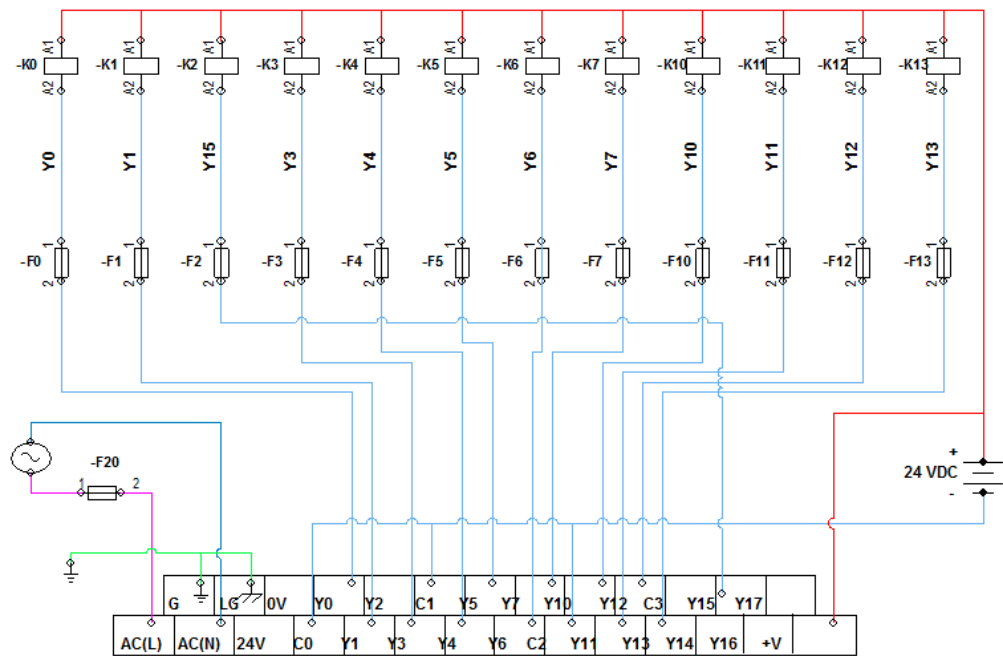 A1 A1 A1 A1 A1 A1 A1 A1 A1 A1 A1 A1
-K0 -K1 -K2 -K3 -K4 -K5 -K6 -K7 -K10 -K11 -K12 -K13
A2 A2 A2 A2 A2 A2 A2 A2 A2 A2 A2 A2
Y0 Y1 Y15 Y3 Y4 Y5 Y6 Y7 Y10 Y11 Y12 Y13
1 1 1 1 1 1 1 1 1 1 1 1
-F0 -F1 -F2 -F3 -F4 -F5 -F6 -F7 -F10 -F11 -F12 -F13
2 2 2 2 2 2 2 2 2 2 2 2
-F20
1 2
+
24 VDC
-
G LG 0V Y0 Y2 C1 Y5 Y7 Y10 Y12 C3 Y15 Y17
AC(L) AC(N) 24V C0 Y1 Y3 Y4 Y6 C2 Y11 Y13 Y14 Y16 +V